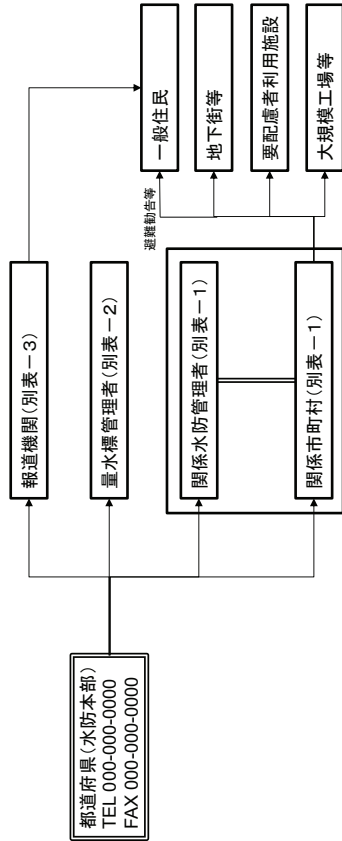 都道府県(水防本部)
TEL 000-000-0000
FAX 000-000-0000
報道機関(別表－3)
量水標管理者(別表－2)
関係水防管理者(別表－1)
関係市町村(別表－1)
避難勧告等
一般住民
地下街等
要配慮者利用施設
大規模工場等